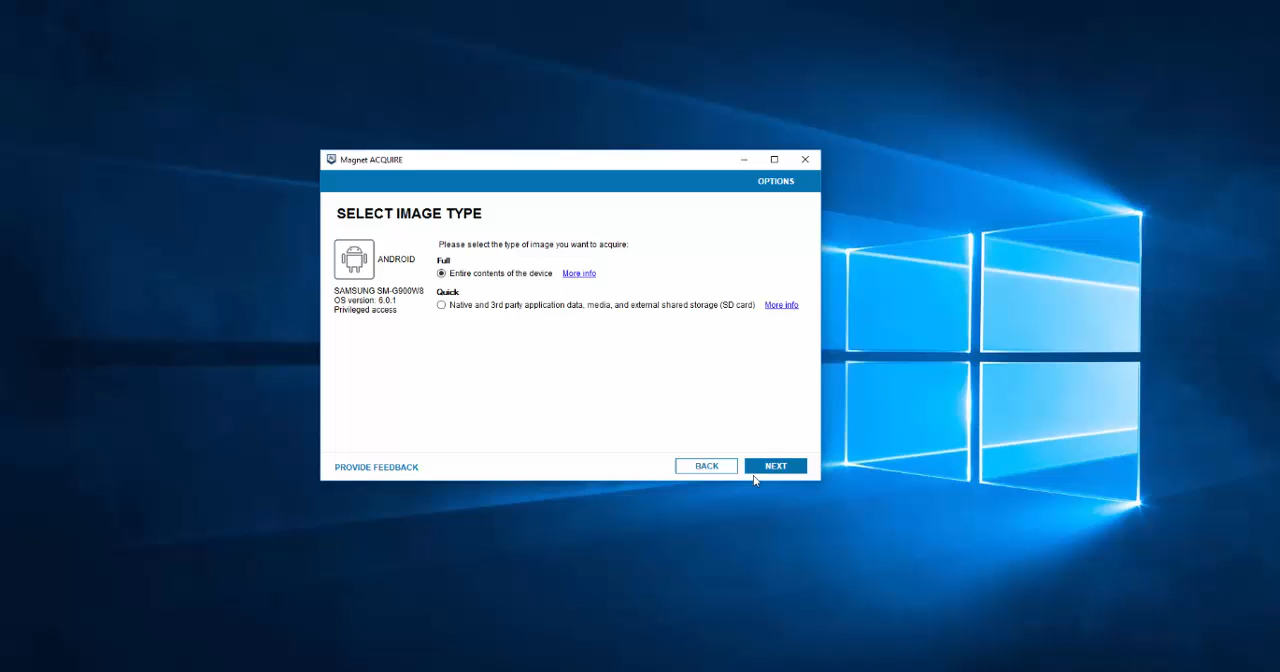 Magnet ACQUIRE
OPTIONS
SELECT IMAGE TYPE
ANDROID
SAMSUNG SM-G900W8
OS version: 6.0.1
Privileged access
Please select the type of image you want to acquire:
Full
Entire contents of the device More info
Quick
Native and 3rd party application data, media, and external shared storage (SD card) More info
PROVIDE FEEDBACK
BACK
NEXT